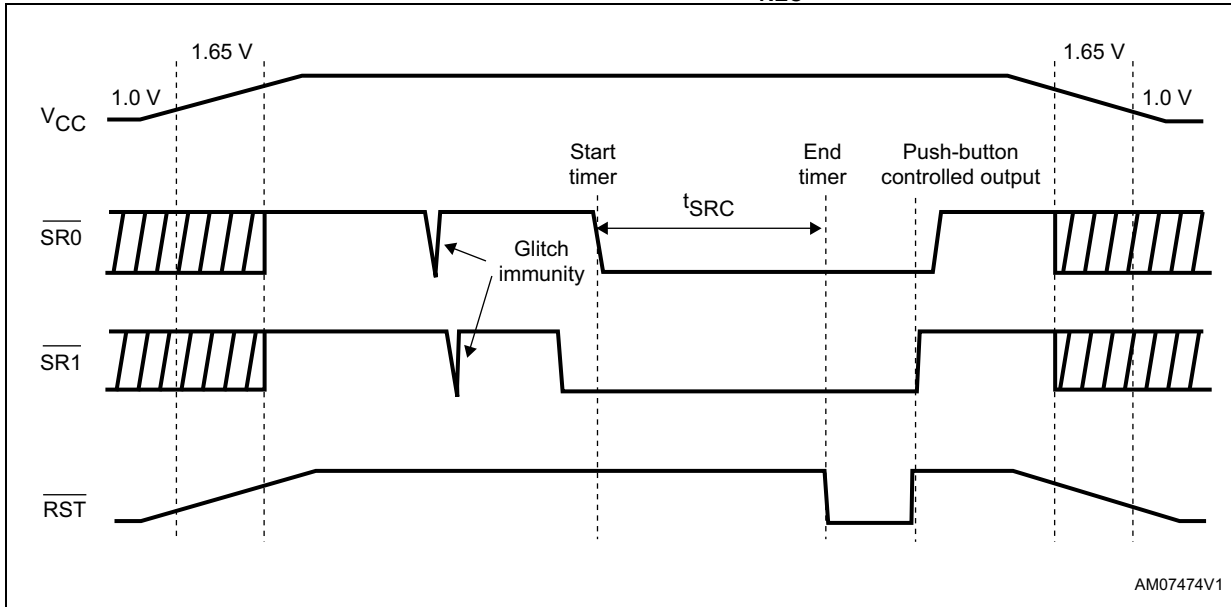 1.65 V
1.65 V
1.0 V
1.0 V
VCC
Start
timer
End
timer
Push-button
controlled output
tSRC
SR0
Glitch
immunity
SR1
RST
AM07474V1